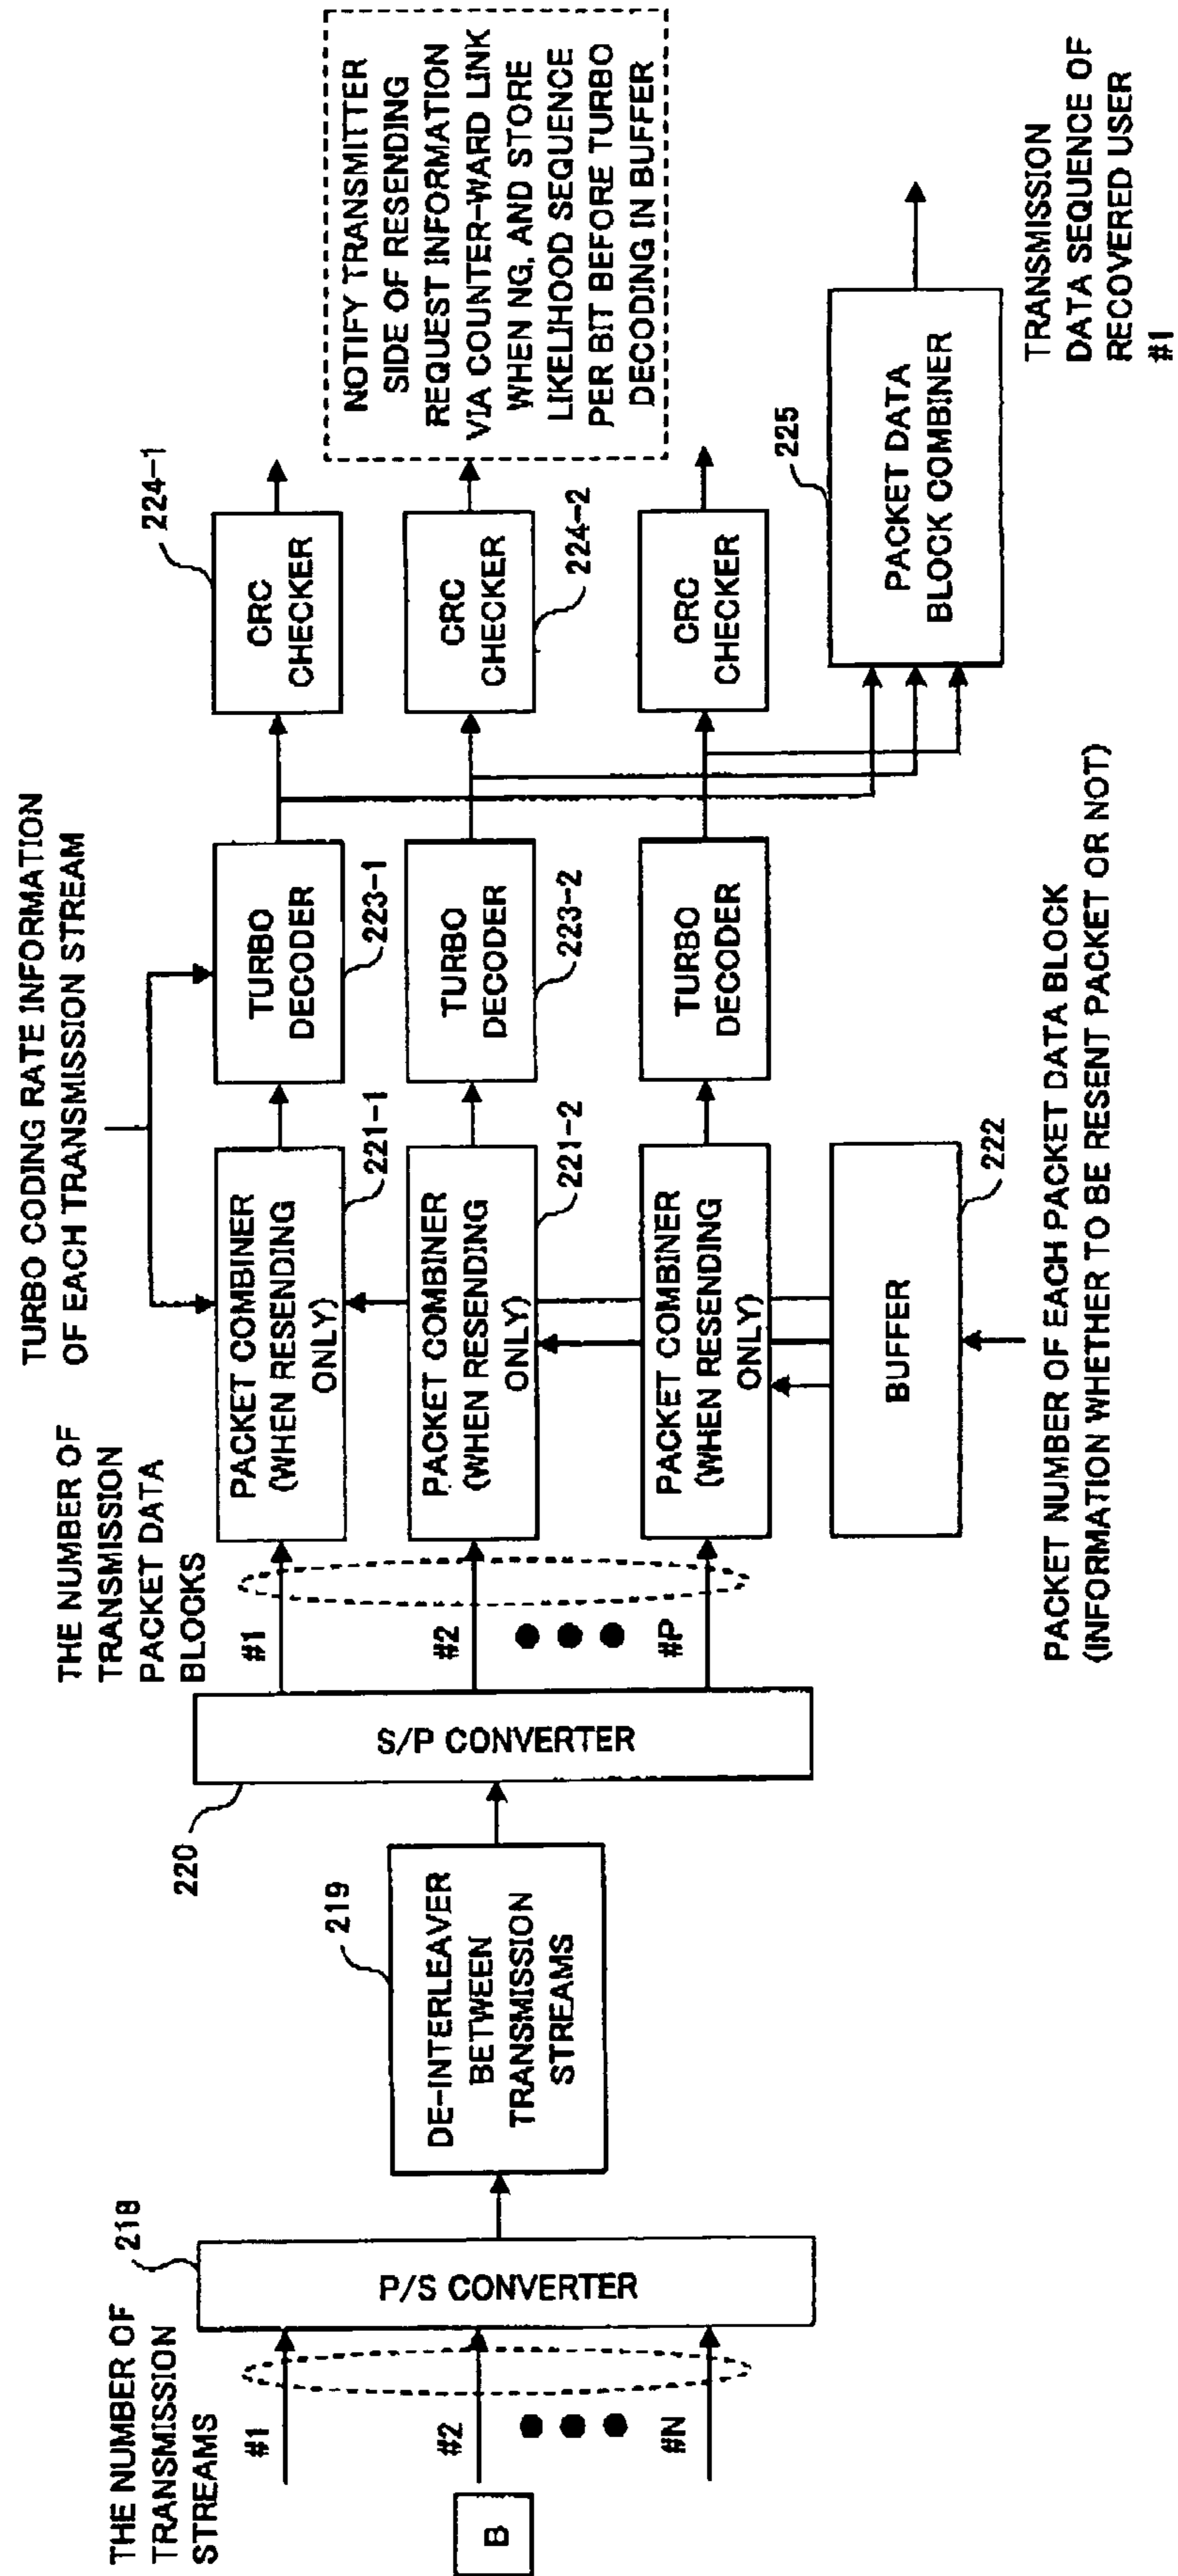 THE NUMBER OF
TRANSMISSION
STREAMS
#1
#2
#N
B
218
P/S CONVERTER
219
DE-INTERLEAVER
BETWEEN
TRANSMISSION
STREAMS
220
S/P CONVERTER
THE NUMBER OF
TRANSMISSION
PACKET DATA
BLOCKS
#1
#2
#P
TURBO CODING RATE INFORMATION
OF EACH TRANSMISSION STREAM
PACKET COMBINER
(WHEN RESENDING
ONLY)
221-1
PACKET COMBINER
(WHEN RESENDING
ONLY)
221-2
PACKET COMBINER
(WHEN RESENDING
ONLY)
BUFFER
222
PACKET NUMBER OF EACH PACKET DATA BLOCK
(INFORMATION WHETHER TO BE RESENT PACKET OR NOT)
TURBO
DECODER
223-1
TURBO
DECODER
223-2
TURBO
DECODER
224-1
CRC
CHECKER
CRC
CHECKER
224-2
CRC
CHECKER
NOTIFY TRANSMITTER
SIDE OF RESENDING
REQUEST INFORMATION
VIA COUNTER-WARD LINK
WHEN NG, AND STORE
LIKELIHOOD SEQUENCE
PER BIT BEFORE TURBO
DECODING IN BUFFER
225
PACKET DATA
BLOCK COMBINER
TRANSMISSION
DATA SEQUENCE OF
RECOVERED USER
#1